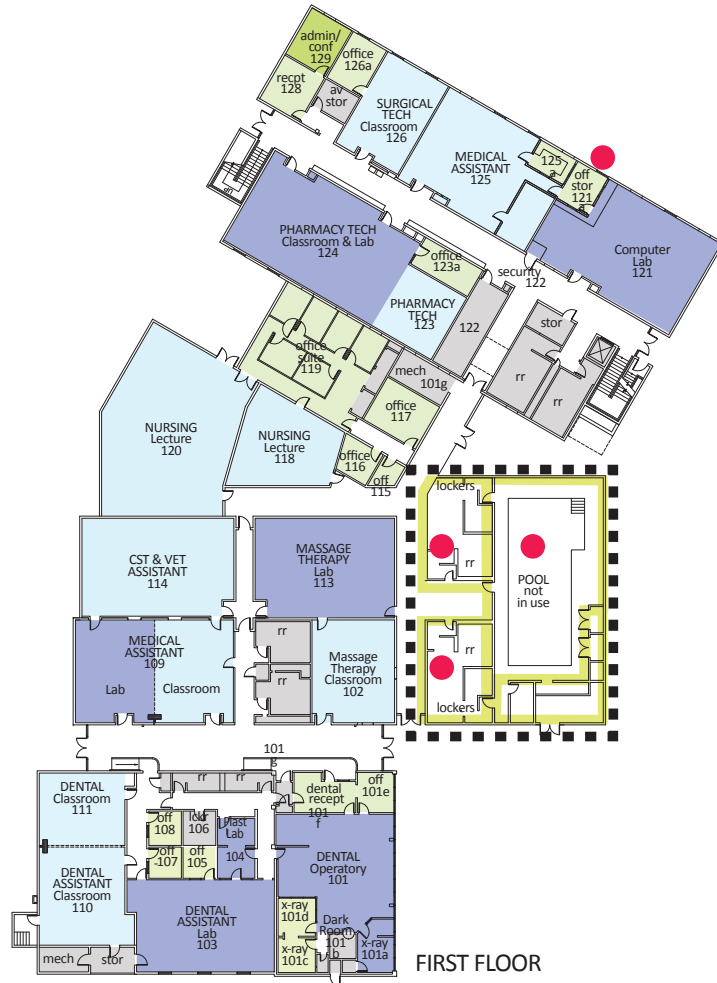 admin/
conf
129
office
126a
recpt
128
av
stor
SURGICAL
TECH
Classroom
126
MEDICAL
ASSISTANT
125
125
a
off
stor
121
a
PHARMACY TECH
Classroom & Lab
124
office
123a
security
122
Computer
Lab
121
PHARMACY
TECH
123
122
stor
rr
rr
office
suite
119
mech
101g
office
117
NURSING
Lecture
120
NURSING
Lecture
118
office
116
off
115
lockers
rr
POOL
not
in use
CST & VET
ASSISTANT
114
MASSAGE
THERAPY
Lab
113
MEDICAL
ASSISTANT
109
Lab
Classroom
rr
rr
Massage
Therapy
Classroom
102
rr
lockers
101
g
DENTAL
Classroom
111
rr
rr
dental
recept
101
f
off
101e
off
108
lckr
106
Plast
Lab
104
off
-107
off
105
DENTAL
Operatory
101
DENTAL
ASSISTANT
Classroom
110
DENTAL
ASSISTANT
Lab
103
x-ray
101d
Dark
Room
101
b
x-ray
101c
x-ray
101a
mech
stor
FIRST FLOOR